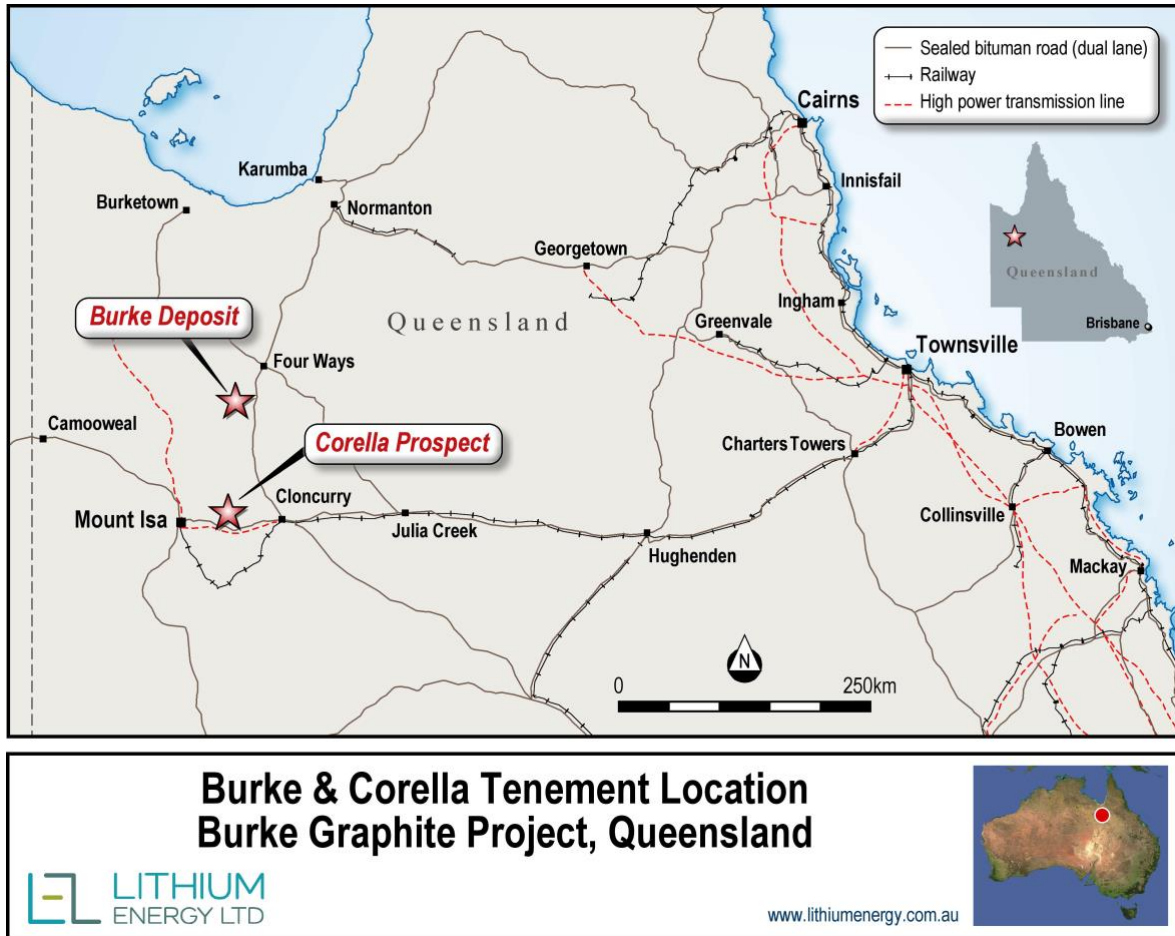 Sealed bituman road (dual lane)
Railway
High power transmission line
Cairns
Karumba
Innisfail
Burketown
Normanton
Georgetown
Queensland
Burke Deposit
Ingham
Queensland
Greenvale
Brisbane
Four Ways
Townsville
Camooweal
Corella Prospect
Charters Towers
Bowen
Mount Isa
Cloncurry
Julia Creek
Collinsville
Hughenden
Mackay
N
0 250km
Burke & Corella Tenement Location
Burke Graphite Project, Queensland
LITHIUM
ENERGY LTD
www.lithiumenergy.com.au